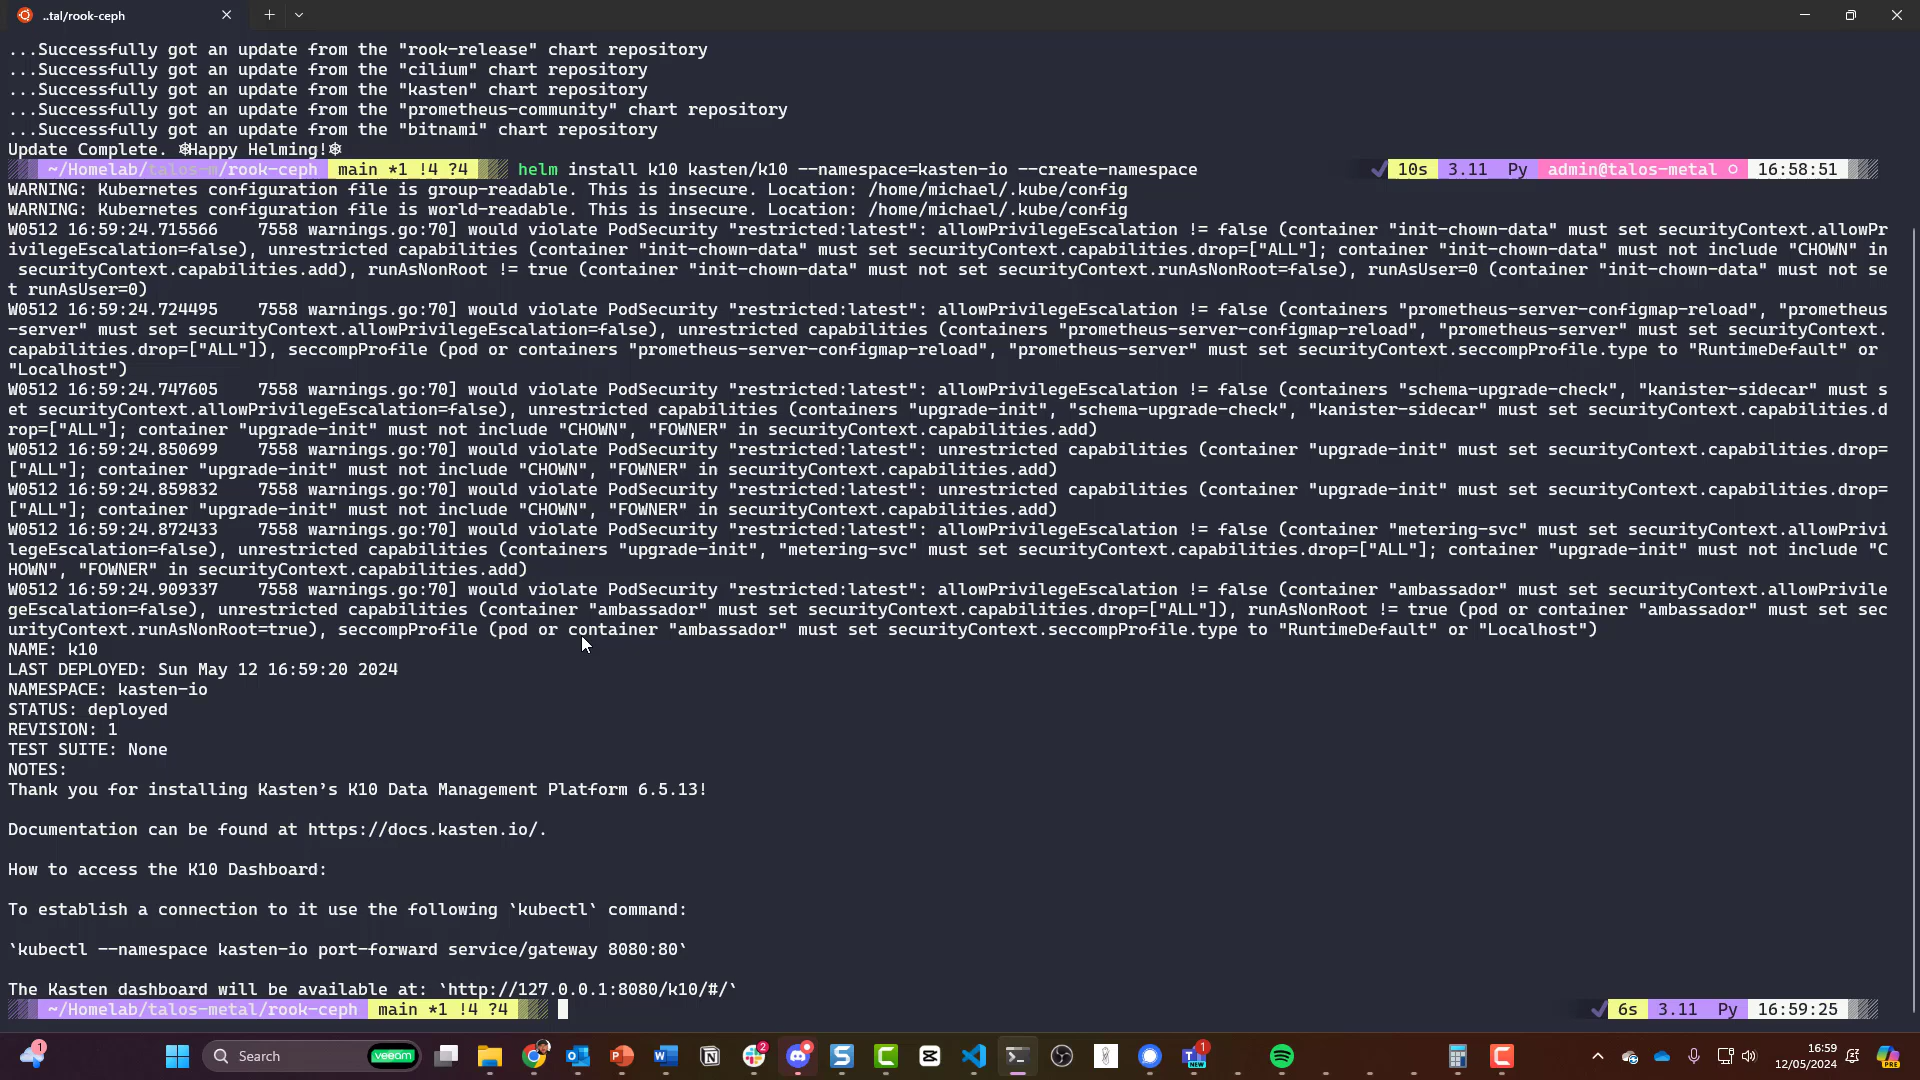 ..tal/rook-ceph
...Successfully got an update from the "rook-release" chart repository
...Successfully got an update from the "cilium" chart repository
...Successfully got an update from the "kasten" chart repository
...Successfully got an update from the "prometheus-community" chart repository
...Successfully got an update from the "bitnami" chart repository
Update Complete. ⎈Happy Helming!⎈
~/Homelab/talos-m/rook-ceph main *1 !4 ?4 helm install k10 kasten/k10 --namespace=kasten-io --create-namespace 10s 3.11 Py admin@talos-metal 16:58:51
WARNING: Kubernetes configuration file is group-readable. This is insecure. Location: /home/michael/.kube/config
WARNING: Kubernetes configuration file is world-readable. This is insecure. Location: /home/michael/.kube/config
W0512 16:59:24.715566    7558 warnings.go:70] would violate PodSecurity "restricted:latest": allowPrivilegeEscalation != false (container "init-chown-data" must set securityContext.allowPr
ivilegeEscalation=false), unrestricted capabilities (container "init-chown-data" must set securityContext.capabilities.drop=["ALL"]; container "init-chown-data" must not include "CHOWN" in
 securityContext.capabilities.add), runAsNonRoot != true (container "init-chown-data" must not set securityContext.runAsNonRoot=false), runAsUser=0 (container "init-chown-data" must not se
t runAsUser=0)
W0512 16:59:24.724495    7558 warnings.go:70] would violate PodSecurity "restricted:latest": allowPrivilegeEscalation != false (containers "prometheus-server-configmap-reload", "prometheus
-server" must set securityContext.allowPrivilegeEscalation=false), unrestricted capabilities (containers "prometheus-server-configmap-reload", "prometheus-server" must set securityContext.
capabilities.drop=["ALL"]), seccompProfile (pod or containers "prometheus-server-configmap-reload", "prometheus-server" must set securityContext.seccompProfile.type to "RuntimeDefault" or
"Localhost")
W0512 16:59:24.747605    7558 warnings.go:70] would violate PodSecurity "restricted:latest": allowPrivilegeEscalation != false (containers "schema-upgrade-check", "kanister-sidecar" must s
et securityContext.allowPrivilegeEscalation=false), unrestricted capabilities (containers "upgrade-init", "schema-upgrade-check", "kanister-sidecar" must set securityContext.capabilities.d
rop=["ALL"]; container "upgrade-init" must not include "CHOWN", "FOWNER" in securityContext.capabilities.add)
W0512 16:59:24.850699    7558 warnings.go:70] would violate PodSecurity "restricted:latest": unrestricted capabilities (container "upgrade-init" must set securityContext.capabilities.drop=
["ALL"]; container "upgrade-init" must not include "CHOWN", "FOWNER" in securityContext.capabilities.add)
W0512 16:59:24.859832    7558 warnings.go:70] would violate PodSecurity "restricted:latest": unrestricted capabilities (container "upgrade-init" must set securityContext.capabilities.drop=
["ALL"]; container "upgrade-init" must not include "CHOWN", "FOWNER" in securityContext.capabilities.add)
W0512 16:59:24.872433    7558 warnings.go:70] would violate PodSecurity "restricted:latest": allowPrivilegeEscalation != false (container "metering-svc" must set securityContext.allowPrivi
legeEscalation=false), unrestricted capabilities (containers "upgrade-init", "metering-svc" must set securityContext.capabilities.drop=["ALL"]; container "upgrade-init" must not include "C
HOWN", "FOWNER" in securityContext.capabilities.add)
W0512 16:59:24.909337    7558 warnings.go:70] would violate PodSecurity "restricted:latest": allowPrivilegeEscalation != false (container "ambassador" must set securityContext.allowPrivile
geEscalation=false), unrestricted capabilities (container "ambassador" must set securityContext.capabilities.drop=["ALL"]), runAsNonRoot != true (pod or container "ambassador" must set sec
urityContext.runAsNonRoot=true), seccompProfile (pod or container "ambassador" must set securityContext.seccompProfile.type to "RuntimeDefault" or "Localhost")
NAME: k10
LAST DEPLOYED: Sun May 12 16:59:20 2024
NAMESPACE: kasten-io
STATUS: deployed
REVISION: 1
TEST SUITE: None
NOTES:
Thank you for installing Kasten's K10 Data Management Platform 6.5.13!
Documentation can be found at https://docs.kasten.io/.
How to access the K10 Dashboard:
To establish a connection to it use the following `kubectl` command:
`kubectl --namespace kasten-io port-forward service/gateway 8080:80`
The Kasten dashboard will be available at: `http://127.0.0.1:8080/k10/#/`
~/Homelab/talos-metal/rook-ceph main *1 !4 ?4 6s 3.11 Py 16:59:25
1 Search veeam 2 NEW 1 16:59 PRE
12/05/2024